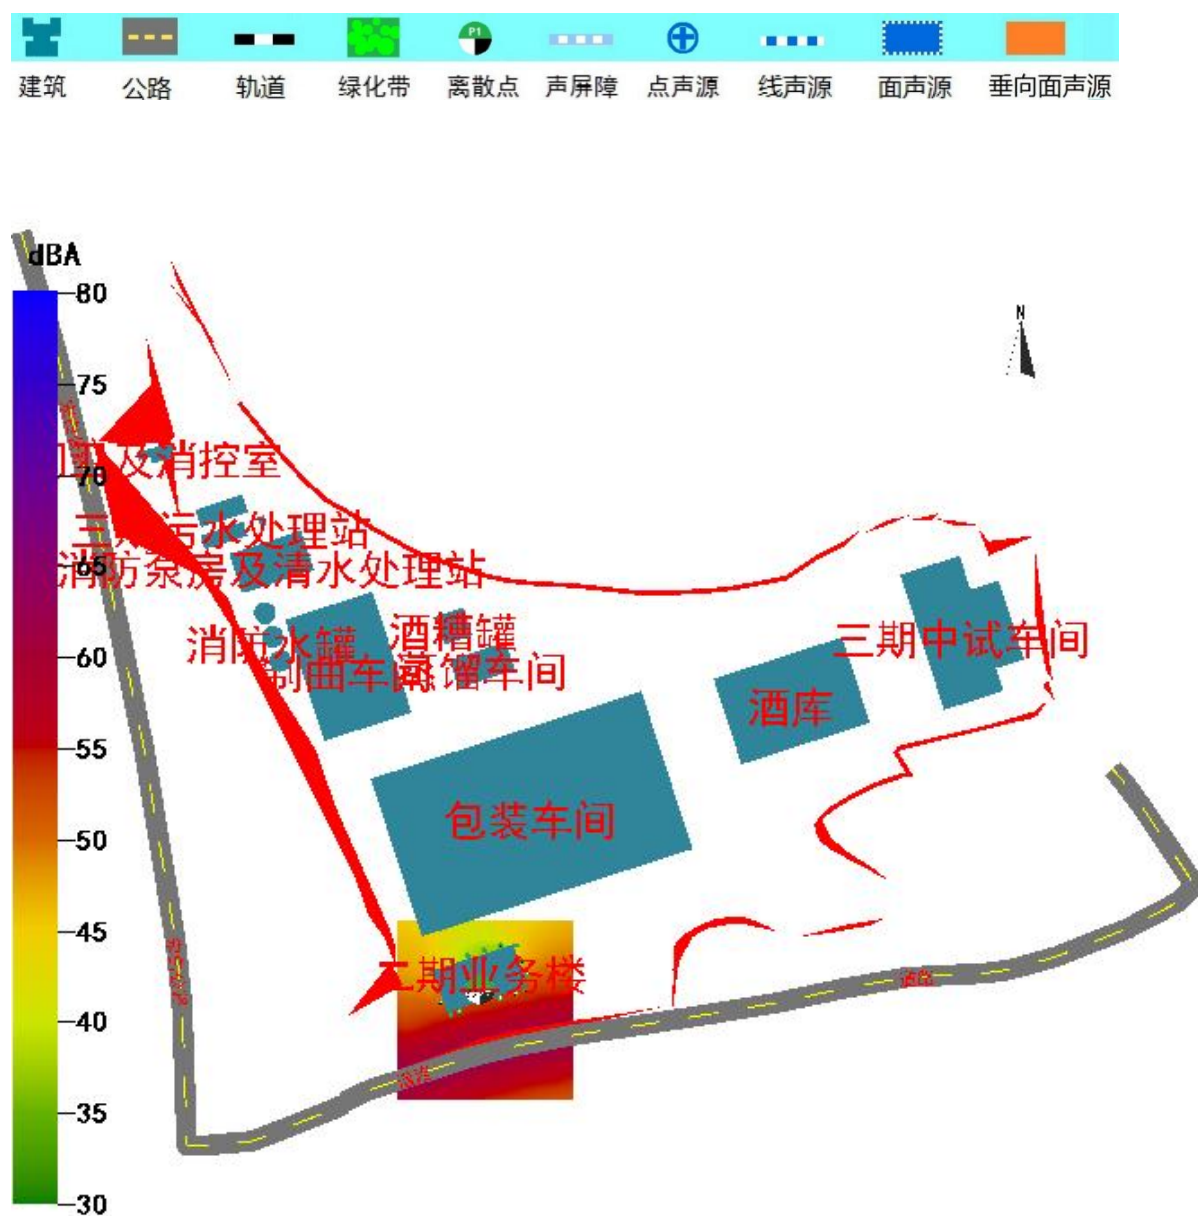 P1
建筑 公路 轨道 绿化带 离散点 声屏障 点声源 线声源 面声源 垂向面声源
dBA
80
75
70
65
60
55
50
45
40
35
30
N
及消控室
污水处理站
消防泵房及清水处理站
消防水罐
酒糟罐
制曲车间
蒸馏车间
三期中试车间
酒库
包装车间
二期业务楼